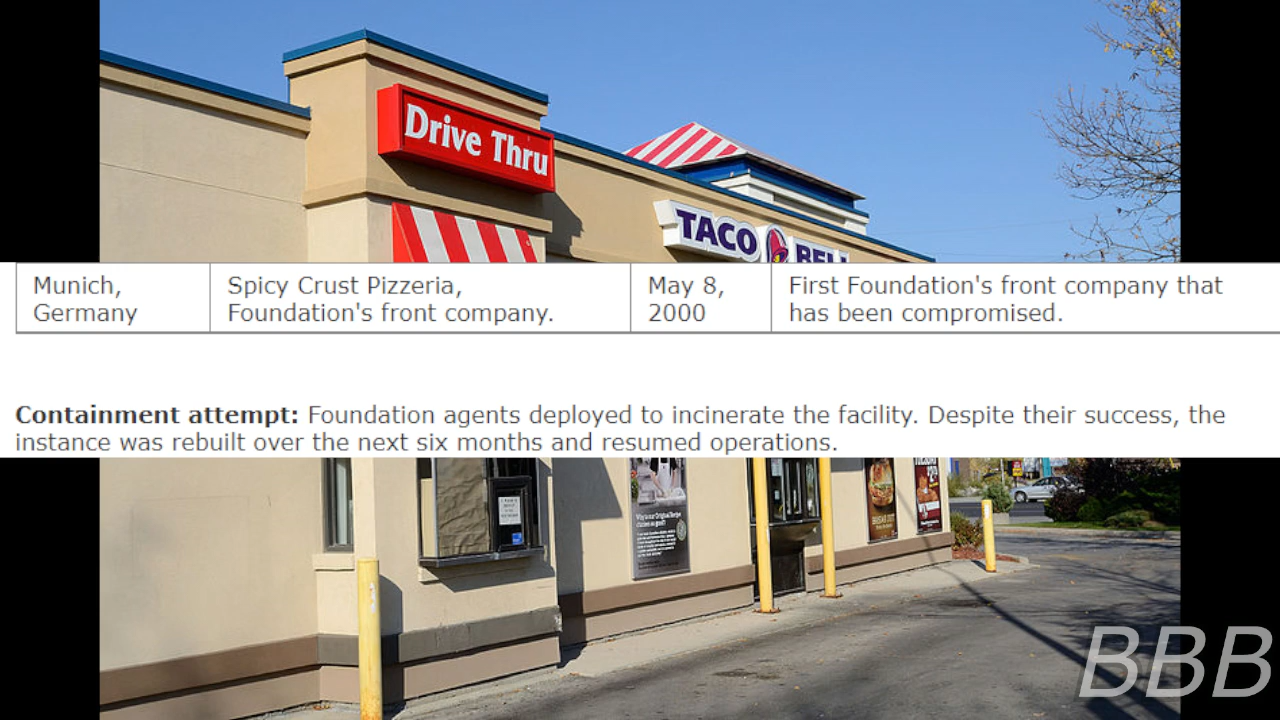 Drive Thru
TACO BELL
Munich,
Germany
Spicy Crust Pizzeria,
Foundation's front company.
May 8,
2000
First Foundation's front company that
has been compromised.
Containment attempt: Foundation agents deployed to incinerate the facility. Despite their success, the
instance was rebuilt over the next six months and resumed operations.
BBB